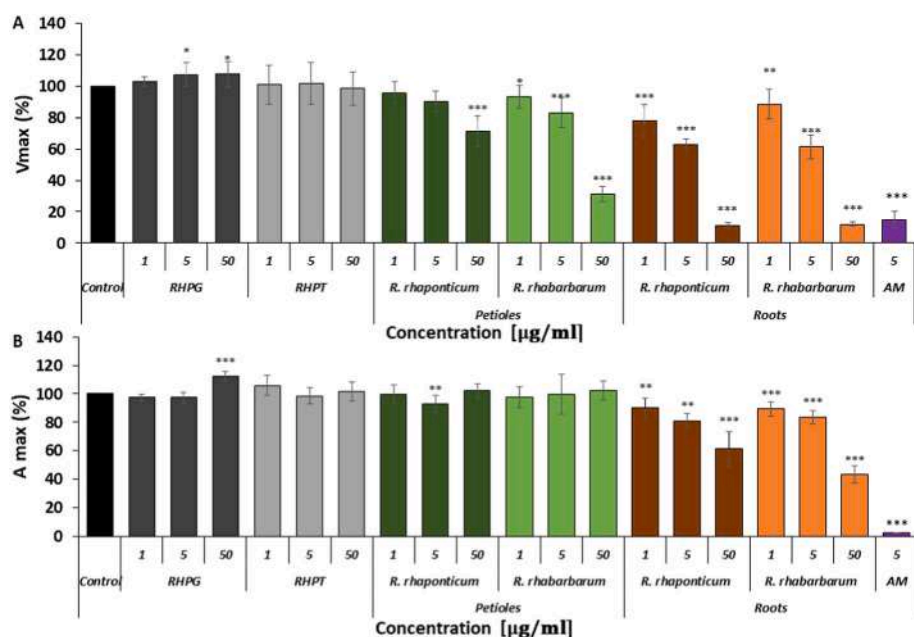 A
Vmax (%)
140
120
100
80
60
40
20
0
* * *** * *** *** *** *** *** ** *** *** ***
1 5 50 1 5 50 1 5 50 1 5 50 1 5 50 1 5 50 5
Control RHPG RHPT R. rhaponticum R. rhabarbarum R. rhaponticum R. rhabarbarum AM
Petioles Roots
Concentration [µg/ml]
B
A max (%)
140
120
100
80
60
40
20
0
*** ** ** ** *** *** *** *** ***
1 5 50 1 5 50 1 5 50 1 5 50 1 5 50 1 5 50 5
Control RHPG RHPT R. rhaponticum R. rhabarbarum R. rhaponticum R. rhabarbarum AM
Petioles Roots
Concentration [µg/ml]